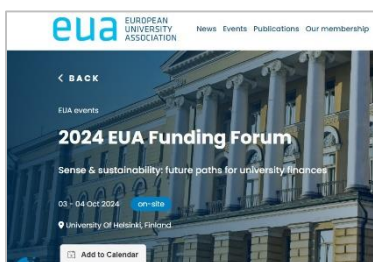 eua EUROPEAN
UNIVERSITY
ASSOCIATION
News Events Publications Our membership
< BACK
EUA events
2024 EUA Funding Forum
Sense & sustainability: future paths for university finances
03 - 04 Oct 2024 on-site
University Of Helsinki, Finland
Add to Calendar